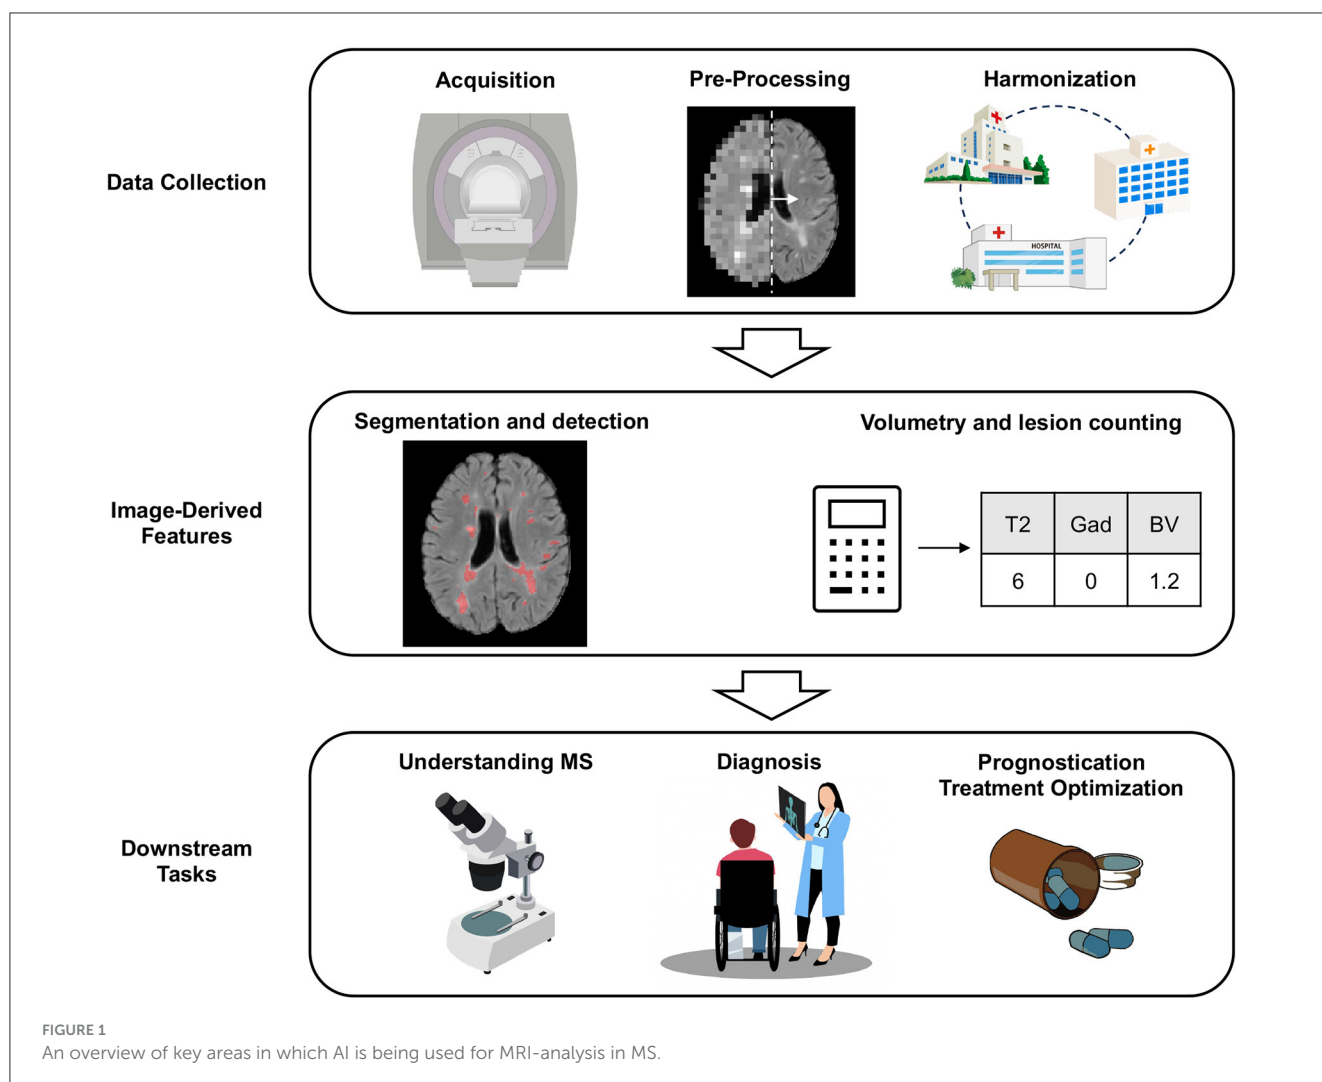 Acquisition
Pre-Processing
Harmonization
Data Collection
HOSPITAL
Segmentation and detection
Volumetry and lesion counting
Image-Derived
Features
T2 Gad BV
6 0 1.2
Understanding MS
Diagnosis
Prognostication
Treatment Optimization
Downstream
Tasks
FIGURE 1
An overview of key areas in which AI is being used for MRI-analysis in MS.